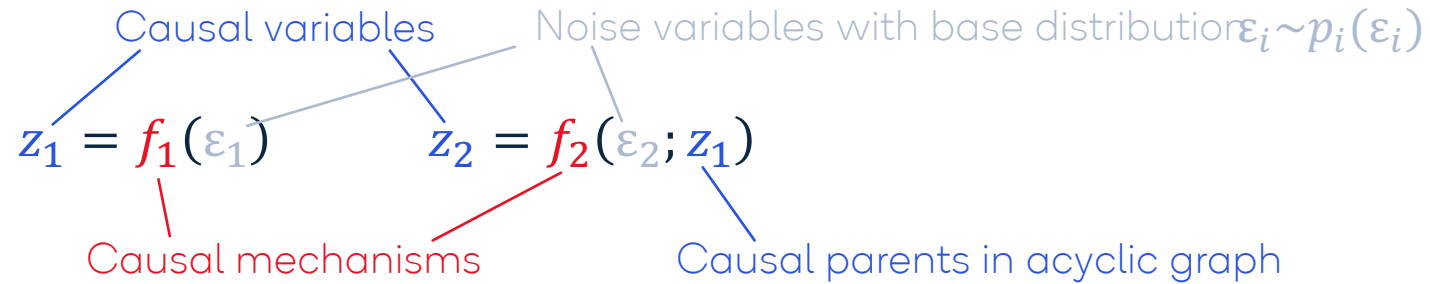 Causal variables Noise variables with base distribution εᵢ~pᵢ(εᵢ)
z₁ = f₁(ε₁) z₂ = f₂(ε₂; z₁)
Causal mechanisms Causal parents in acyclic graph